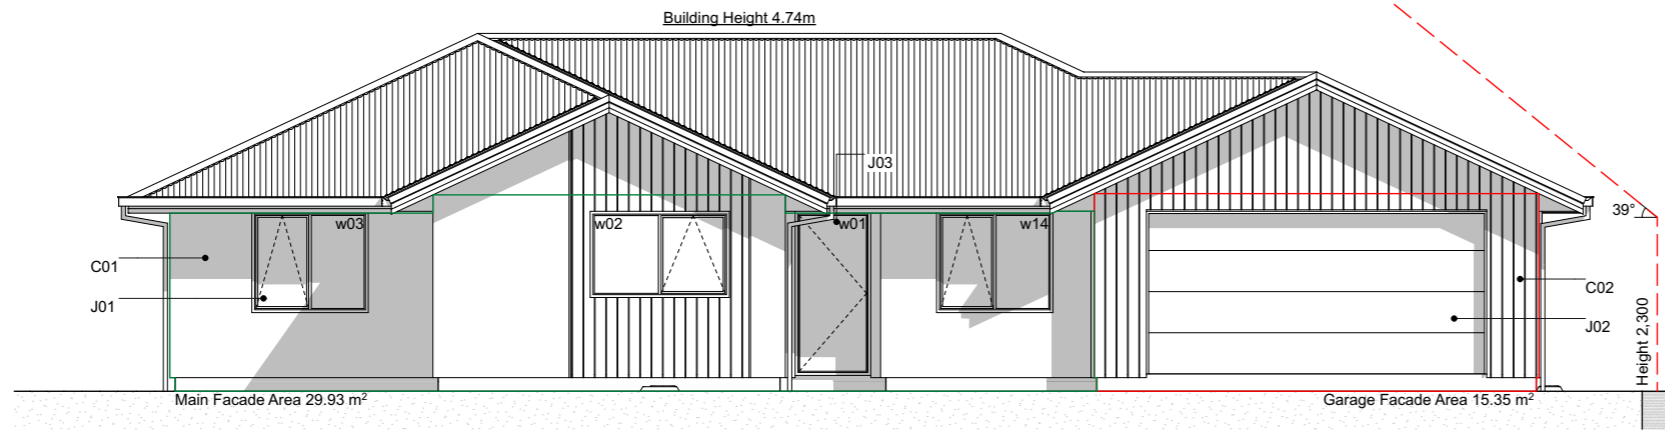 Building Height 4.74m
J03
w03
w02
w01
w14
39°
C01
J01
C02
J02
Height 2,300
Main Facade Area 29.93 m²
Garage Facade Area 15.35 m²